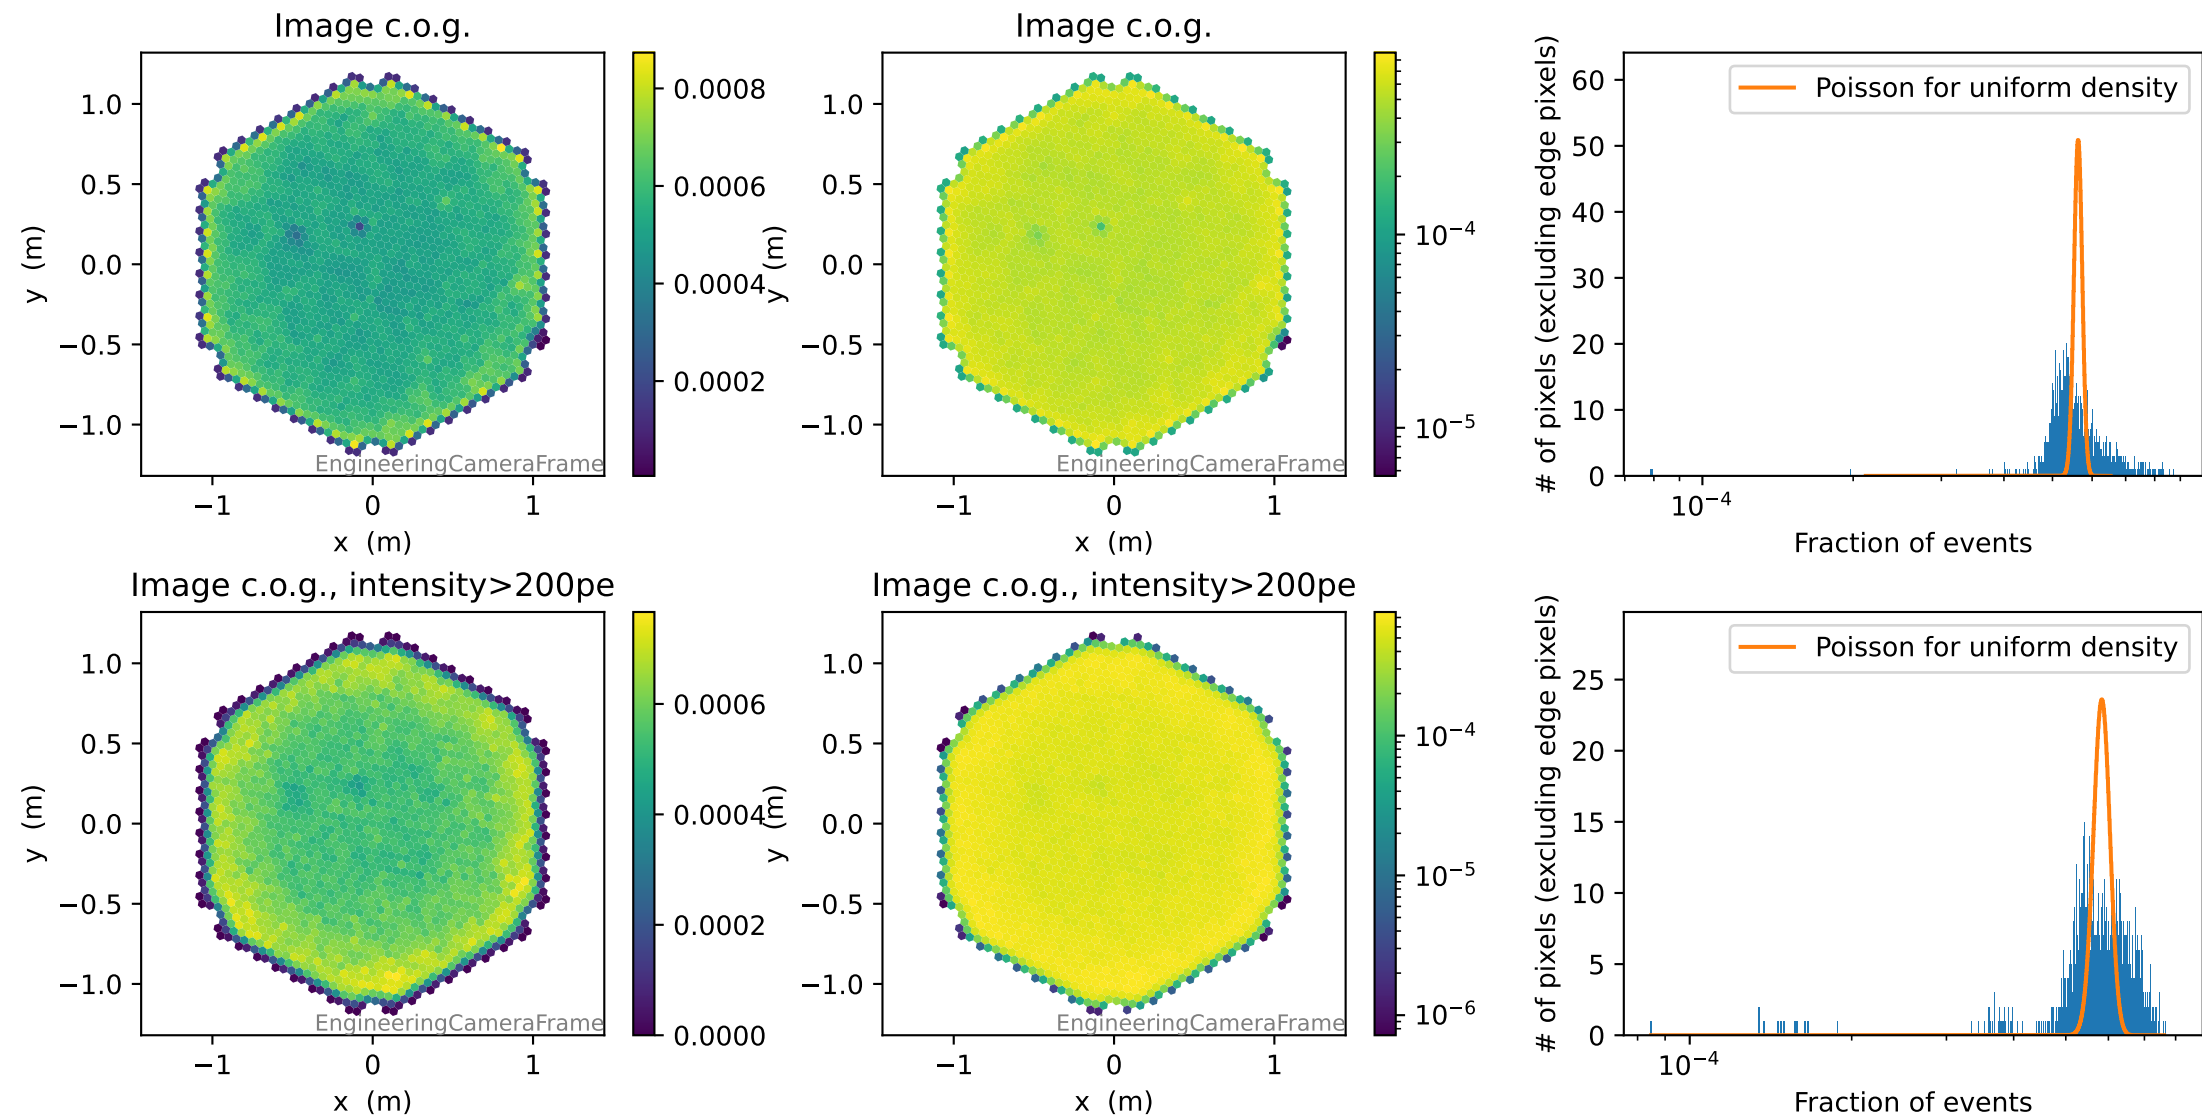 Image c.o.g.
1.0
0.5
0.0
−0.5
−1.0
y (m)
−1
0
1
x (m)
EngineeringCameraFrame
0.0008
0.0006
0.0004
0.0002
Image c.o.g.
1.0
0.5
0.0
−0.5
−1.0
y (m)
−1
0
1
x (m)
EngineeringCameraFrame
10⁻⁴
10⁻⁵
# of pixels (excluding edge pixels)
60
50
40
30
20
10
0
Poisson for uniform density
10⁻⁴
Fraction of events
Image c.o.g., intensity>200pe
1.0
0.5
0.0
−0.5
−1.0
y (m)
−1
0
1
x (m)
EngineeringCameraFrame
0.0006
0.0004
0.0002
0.0000
Image c.o.g., intensity>200pe
1.0
0.5
0.0
−0.5
−1.0
y (m)
−1
0
1
x (m)
EngineeringCameraFrame
10⁻⁴
10⁻⁵
10⁻⁶
# of pixels (excluding edge pixels)
25
20
15
10
5
0
Poisson for uniform density
10⁻⁴
Fraction of events